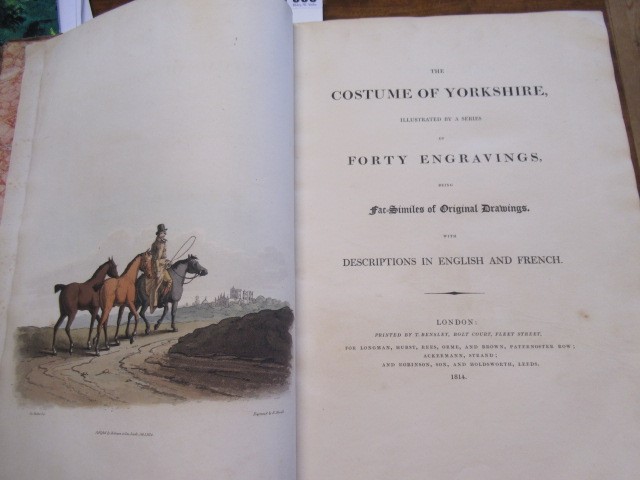 THE
COSTUME OF YORKSHIRE,
ILLUSTRATED BY A SERIES
OF
FORTY ENGRAVINGS,
BEING
Fac-Similes of Original Drawings.
WITH
DESCRIPTIONS IN ENGLISH AND FRENCH.
LONDON:
PRINTED BY T. BENSLEY, BOLT COURT, FLEET STREET,
FOR LONGMAN, HURST, REES, ORME, AND BROWN, PATERNOSTER ROW;
ACKERMANN, STRAND;
AND ROBINSON, SON, AND HOLDSWORTH, LEEDS.
1814.